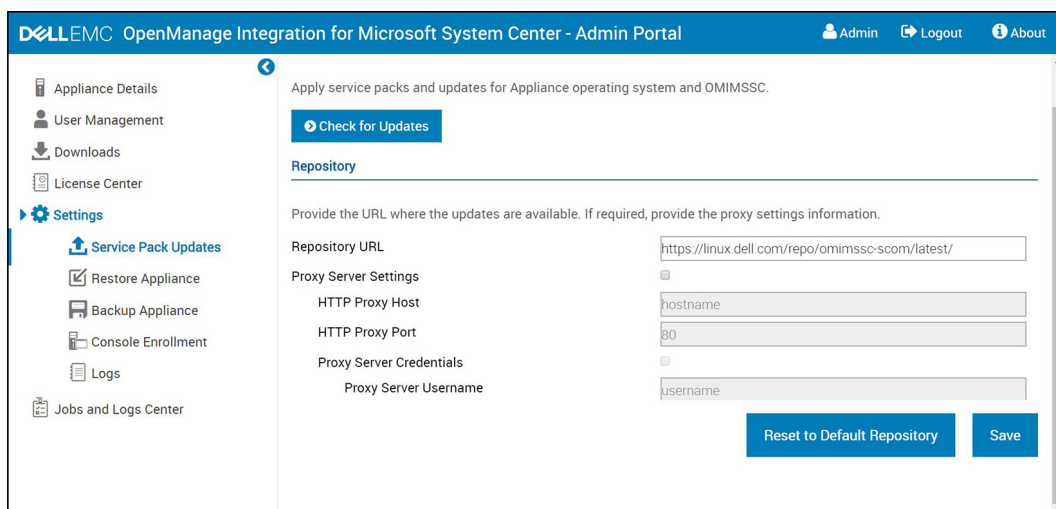 DELLEMC OpenManage Integration for Microsoft System Center - Admin Portal
Admin
Logout
About
Appliance Details
User Management
Downloads
License Center
Settings
Service Pack Updates
Restore Appliance
Backup Appliance
Console Enrollment
Logs
Jobs and Logs Center
Apply service packs and updates for Appliance operating system and OMIMSSC.
Check for Updates
Repository
Provide the URL where the updates are available. If required, provide the proxy settings information.
Repository URL https://linux.dell.com/repo/omimssc-scom/latest/
Proxy Server Settings
HTTP Proxy Host hostname
HTTP Proxy Port 80
Proxy Server Credentials
Proxy Server Username username
Reset to Default Repository
Save